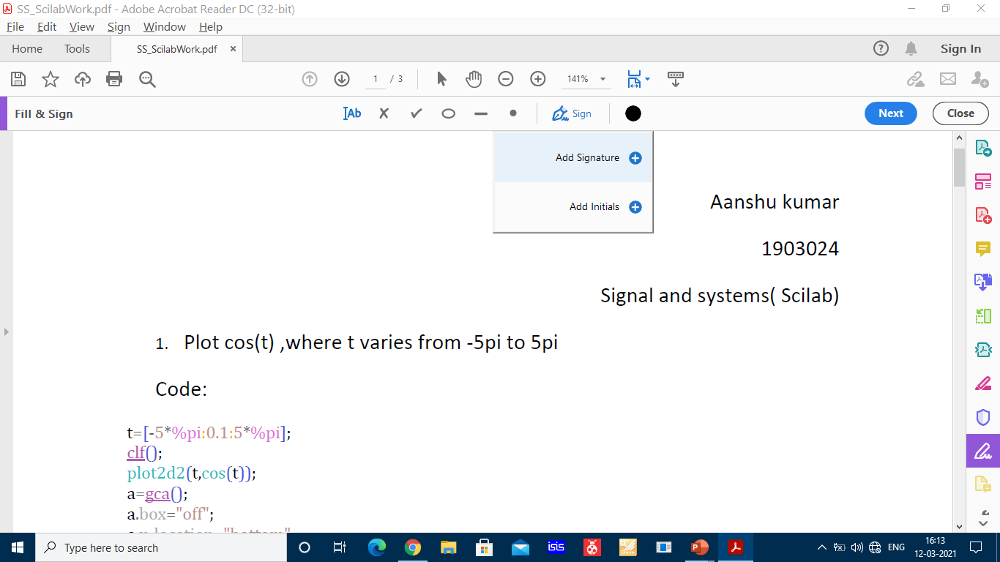 SS_ScilabWork.pdf - Adobe Acrobat Reader DC (32-bit)
File Edit View Sign Window Help
Home Tools SS_ScilabWork.pdf × Sign In
1 / 3 141%
Fill & Sign Ab Sign Next Close
Add Signature
Add Initials
Aanshu kumar
1903024
Signal and systems( Scilab)
1. Plot cos(t) ,where t varies from -5pi to 5pi
Code:
t=[-5*%pi:0.1:5*%pi];
clf();
plot2d2(t,cos(t));
a=gca();
a.box="off";
Type here to search isis ENG 16:13
12-03-2021